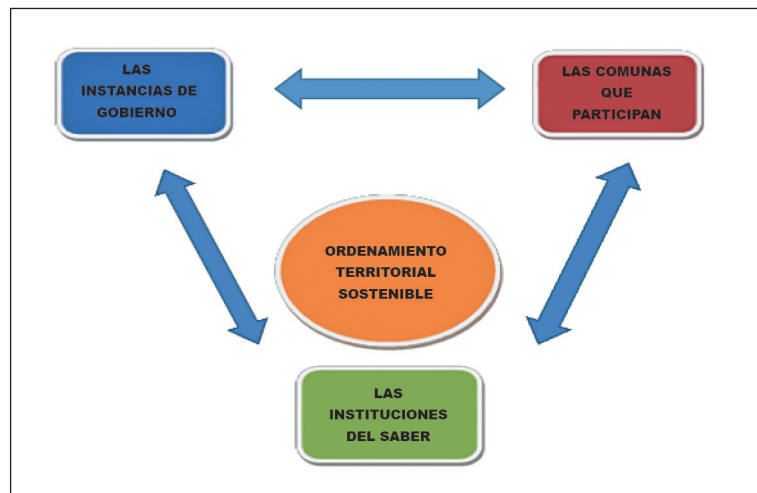 LAS
INSTANCIAS DE
GOBIERNO
LAS COMUNAS
QUE
PARTICIPAN
ORDENAMIENTO
TERRITORIAL
SOSTENIBLE
LAS
INSTITUCIONES
DEL SABER